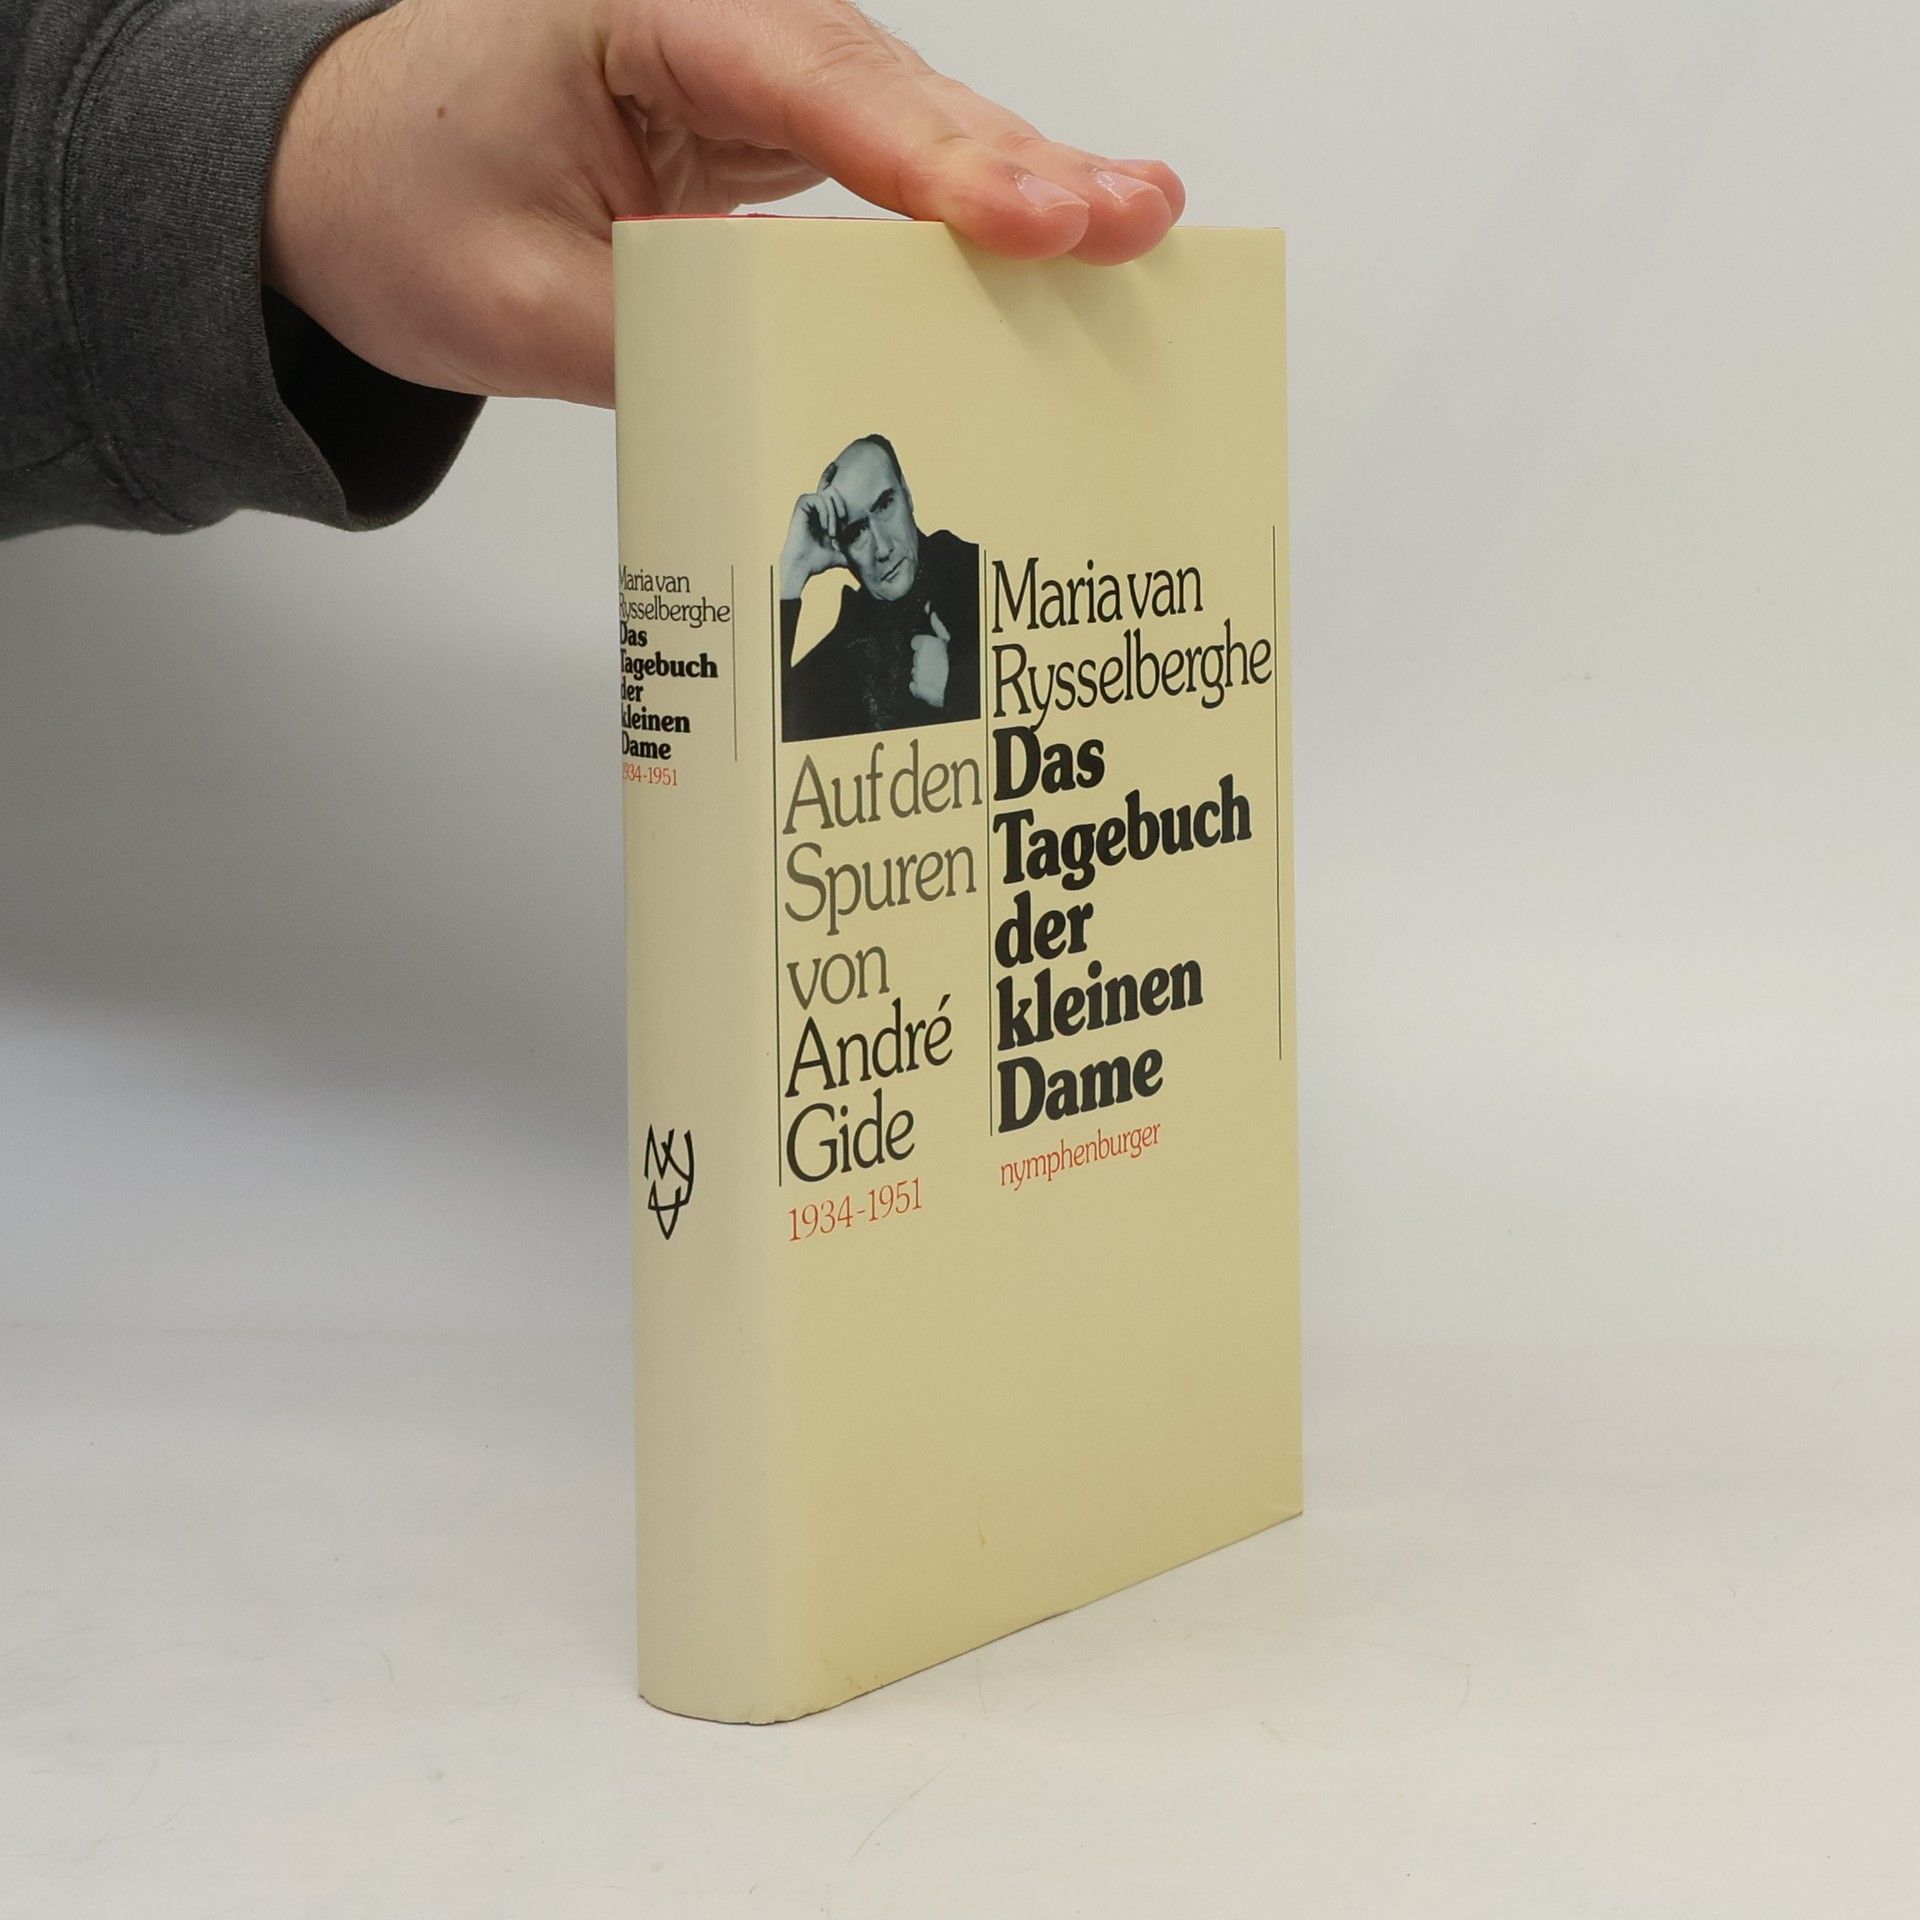 Maria van
Rysselberghe
Das
Tagebuch
der
kleinen
Dame
1934-1951
Auf den
Spuren
von
André
Gide
1934-1951
Maria van
Rysselberghe
Das
Tagebuch
der
kleinen
Dame
nymphenburger